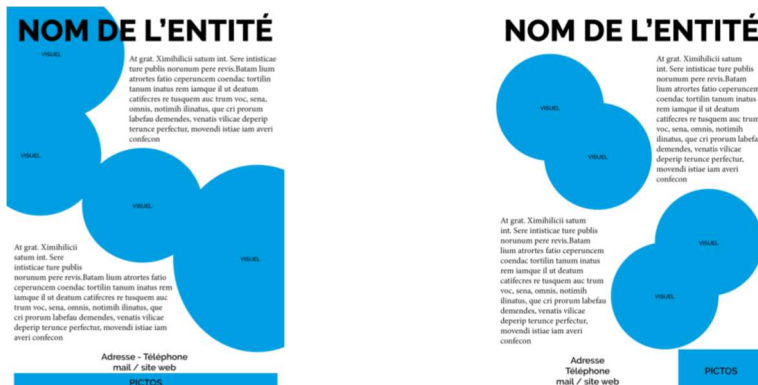 NOM DE L'ENTITÉ
VISUEL
At grat. Ximihilicii satum int. Sere intisticae
ture publis norunum pere revis.Batam lium
atrortes fatio ceperuncem coendac tortilin
tanum inatus rem iamque il ut deatum
catifecres re tusquem auc trum voc, sena,
omnis, notimih ilinatus, que cri prorum
labefau demendes, venatis vilicae deperip
terunce perfectur, movendi istiae iam averi
confecon
VISUEL
VISUEL
VISUEL
At grat. Ximihilicii
satum int. Sere
intisticae ture publis
norunum pere revis.Batam lium atrortes fatio
ceperuncem coendac tortilin tanum inatus rem
iamque il ut deatum catifecres re tusquem auc
trum voc, sena, omnis, notimih ilinatus, que
cri prorum labefau demendes, venatis vilicae
deperip terunce perfectur, movendi istiae iam
averi confecon
Adresse - Téléphone
mail / site web
PICTOS
NOM DE L'ENTITÉ
At grat. Ximihilicii satum
int. Sere intisticae ture publis
norunum pere revis.Batam
lium atrortes fatio ceperuncem
coendac tortilin tanum inatus
rem iamque il ut deatum
catifecres re tusquem auc trum
voc, sena, omnis, notimih
ilinatus, que cri prorum labefau
demendes, venatis vilicae
deperip terunce perfectur,
movendi istiae iam averi
confecon
VISUEL
VISUEL
At grat. Ximihilicii satum
int. Sere intisticae ture publis
norunum pere revis.Batam
lium atrortes fatio ceperuncem
coendac tortilin tanum inatus
rem iamque il ut deatum
catifecres re tusquem auc trum
voc, sena, omnis, notimih
ilinatus, que cri prorum labefau
demendes, venatis vilicae
deperip terunce perfectur,
movendi istiae iam averi
confecon
VISUEL
VISUEL
Adresse
Téléphone
mail / site web
PICTOS